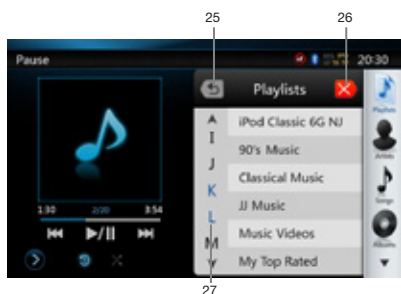 25
26
Pause
20:30
Playlists
iPod Classic 6G NJ
90's Music
Classical Music
JJ Music
Music Videos
My Top Rated
A
I
J
K
L
M
Playlists
Artists
Songs
Albums
1:30
2/20
3:54
27